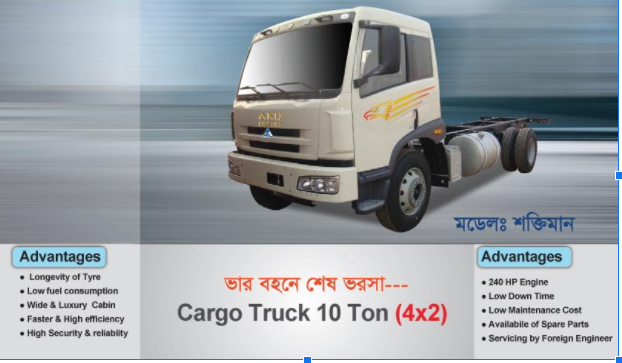 মডেলঃ শক্তিমান
Advantages
Longevity of Tyre
Low fuel consumption
Wide & Luxury Cabin
Faster & High efficiency
High Security & reliablity
ভার বহনে শেষ ভরসা---
Cargo Truck 10 Ton (4x2)
Advantages
240 HP Engine
Low Down Time
Low Maintenance Cost
Availabile of Spare Parts
Servicing by Foreign Engineer